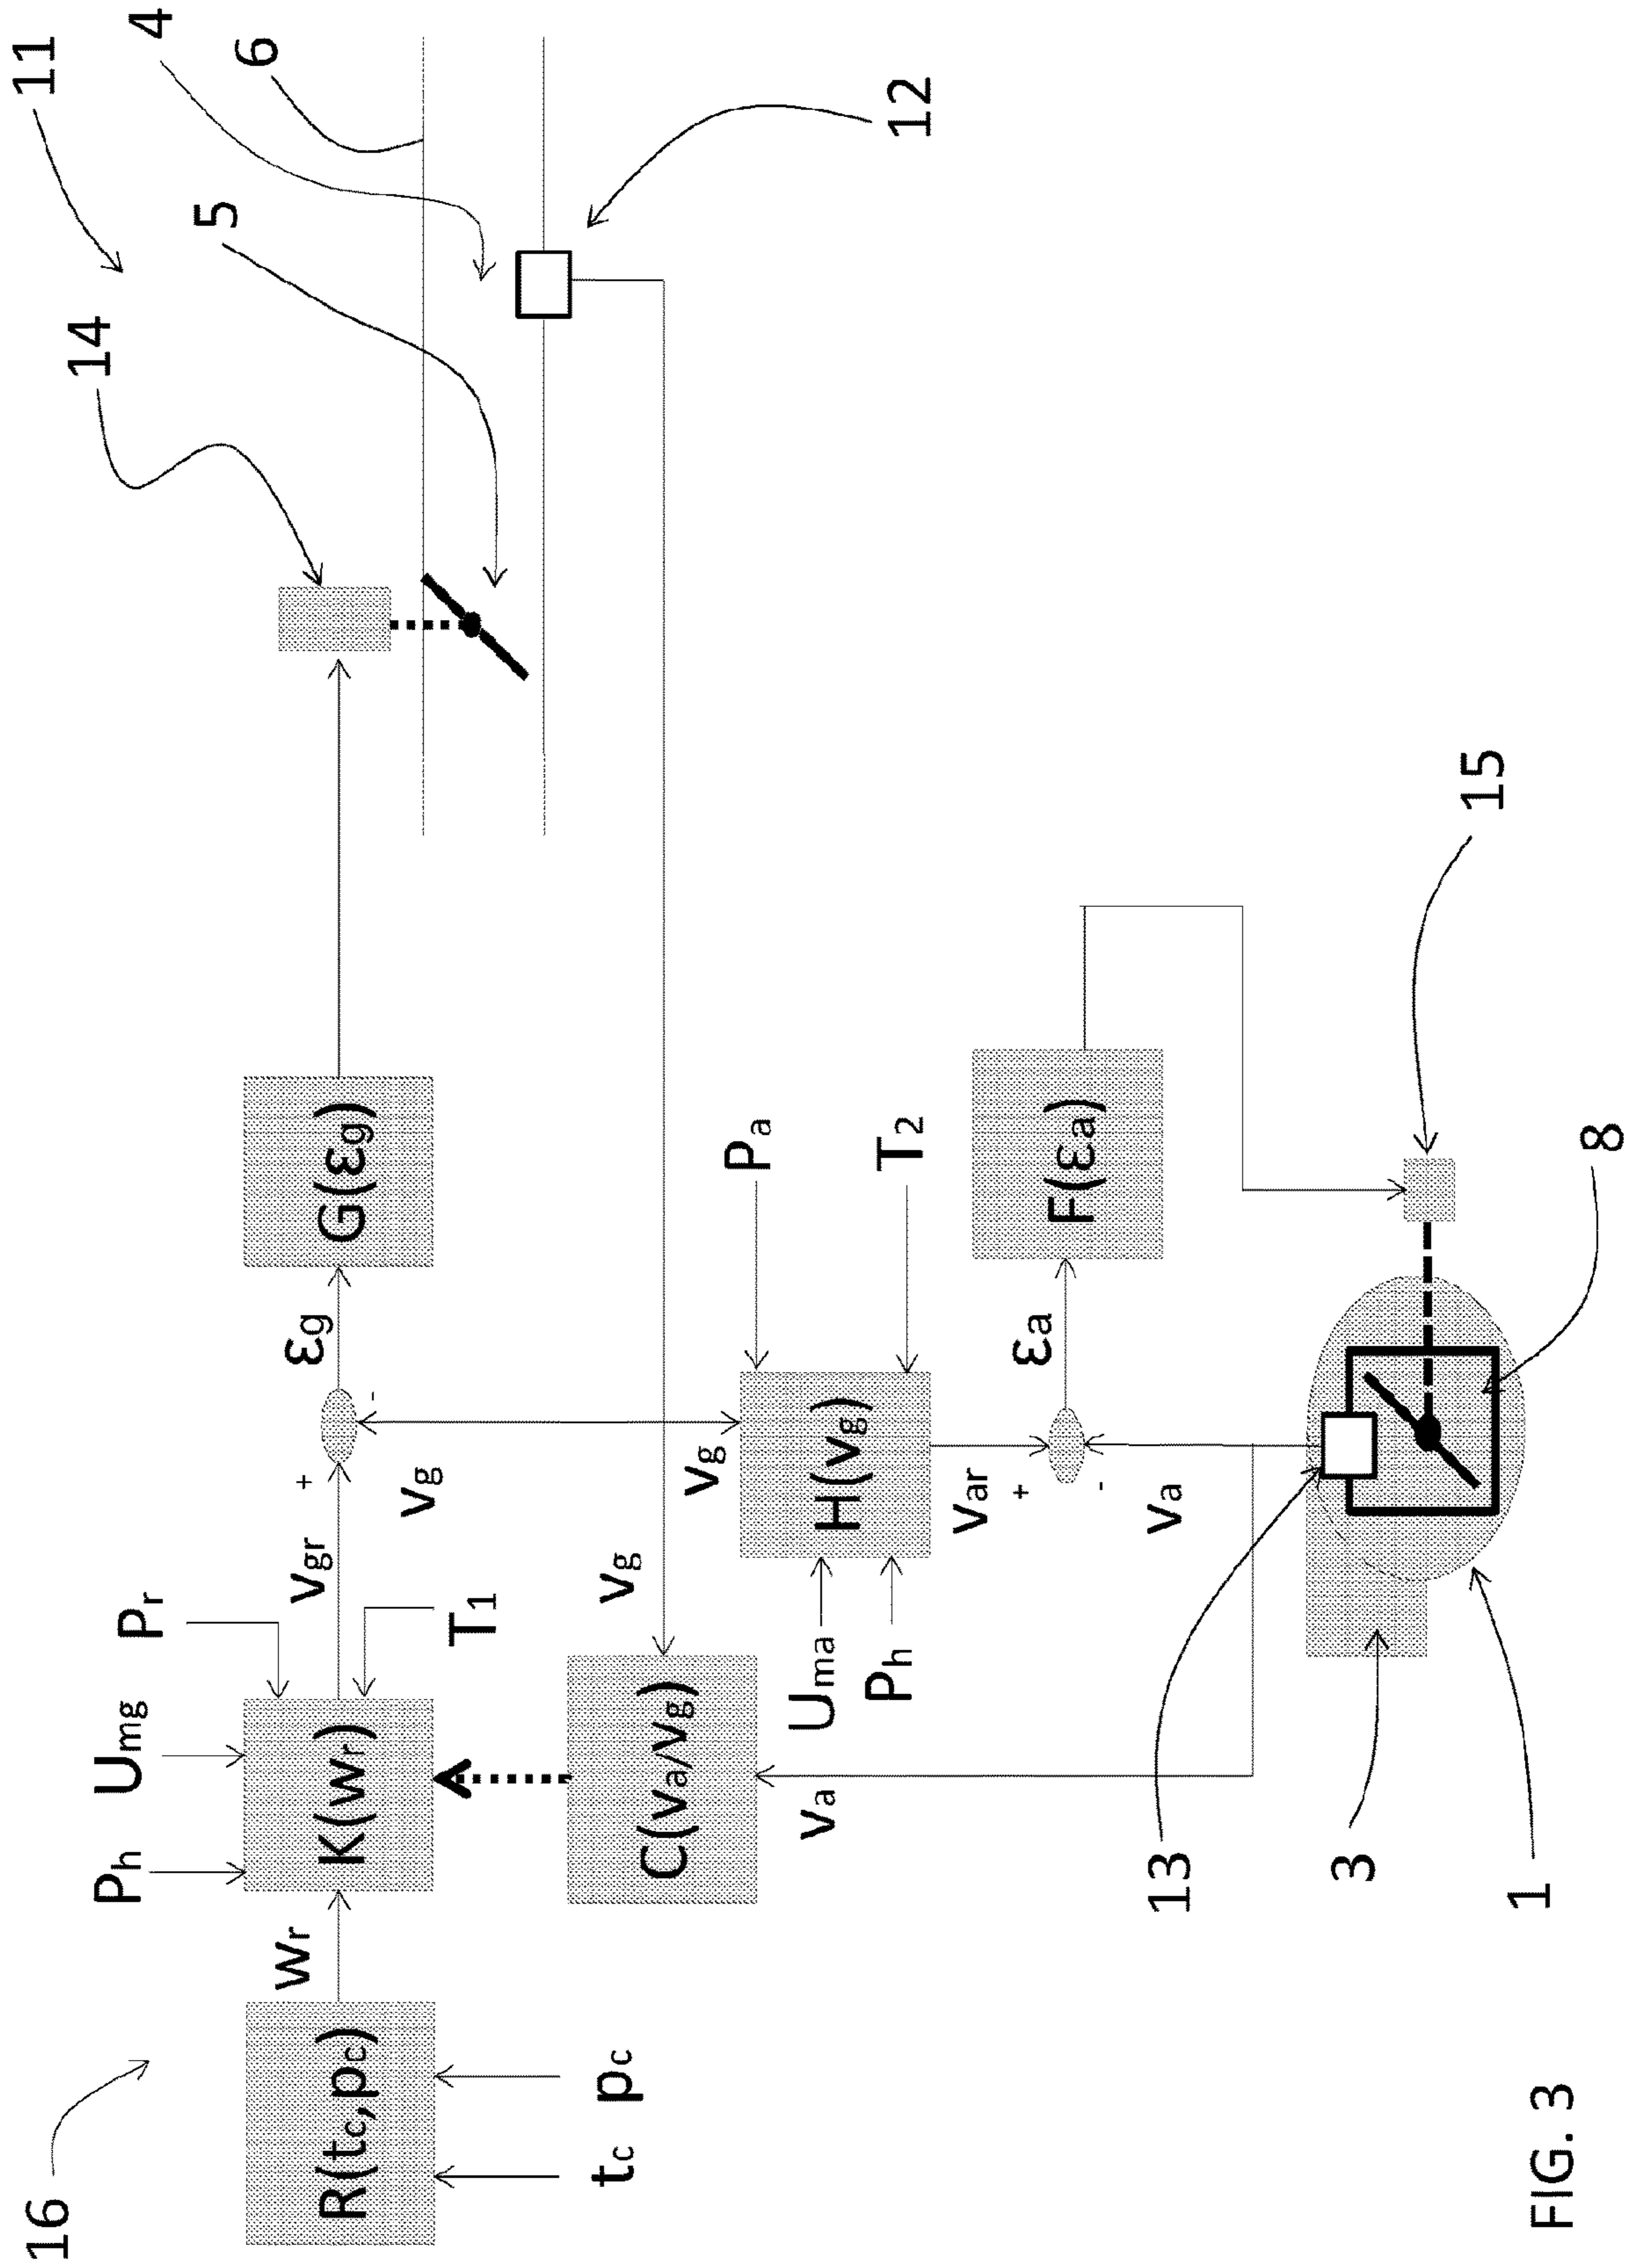 16
11
4
Ph
Umg
Pr
14
5
6
wr
vgr
+
εg
R(tc,pc)
K(wr)
G(εg)
-
vg
T1
tc
pc
vg
C(va/vg)
vg
Pa
va
Uma
H(vg)
Ph
T2
12
var
+
εa
F(εa)
-
va
13
3
15
1
8
FIG. 3